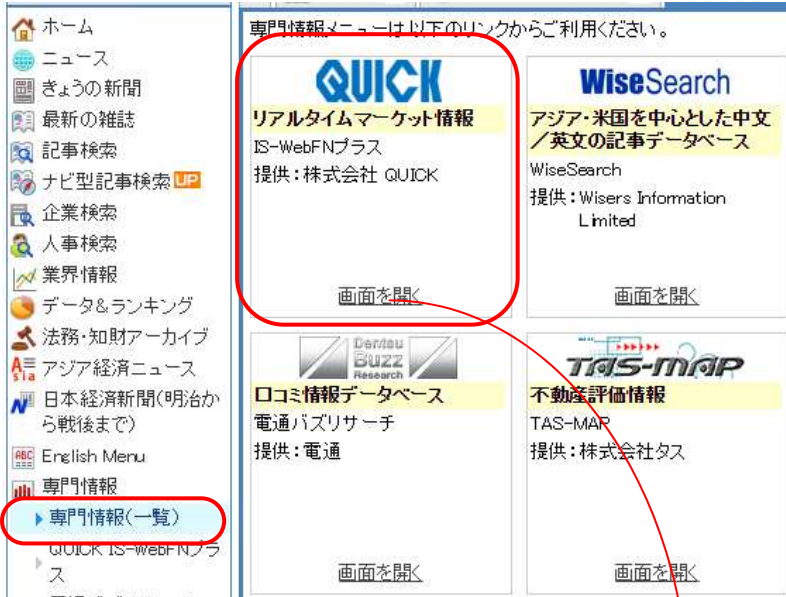 ホーム
ニュース
きょうの新聞
最新の雑誌
記事検索
ナビ型記事検索 UP
企業検索
人事検索
業界情報
データ&ランキング
法務・知財アーカイブ
アジア経済ニュース
日本経済新聞(明治か
ら戦後まで)
ABC English Menu
専門情報
専門情報(一覧)
QUICK IS-WebFNプラ
ス
専門情報メニューは以下のリンクからご利用ください。
QUICK
リアルタイムマーケット情報
IS-WebFNプラス
提供:株式会社 QUICK
画面を開く
WiseSearch
アジア・米国を中心とした中文
/英文の記事データベース
WiseSearch
提供:Wisers Information
Limited
画面を開く
Dentsu
Buzz
Research
口コミ情報データベース
電通バズリサーチ
提供:電通
画面を開く
TAS-MAP
不動産評価情報
TAS-MAP
提供:株式会社タス
画面を開く